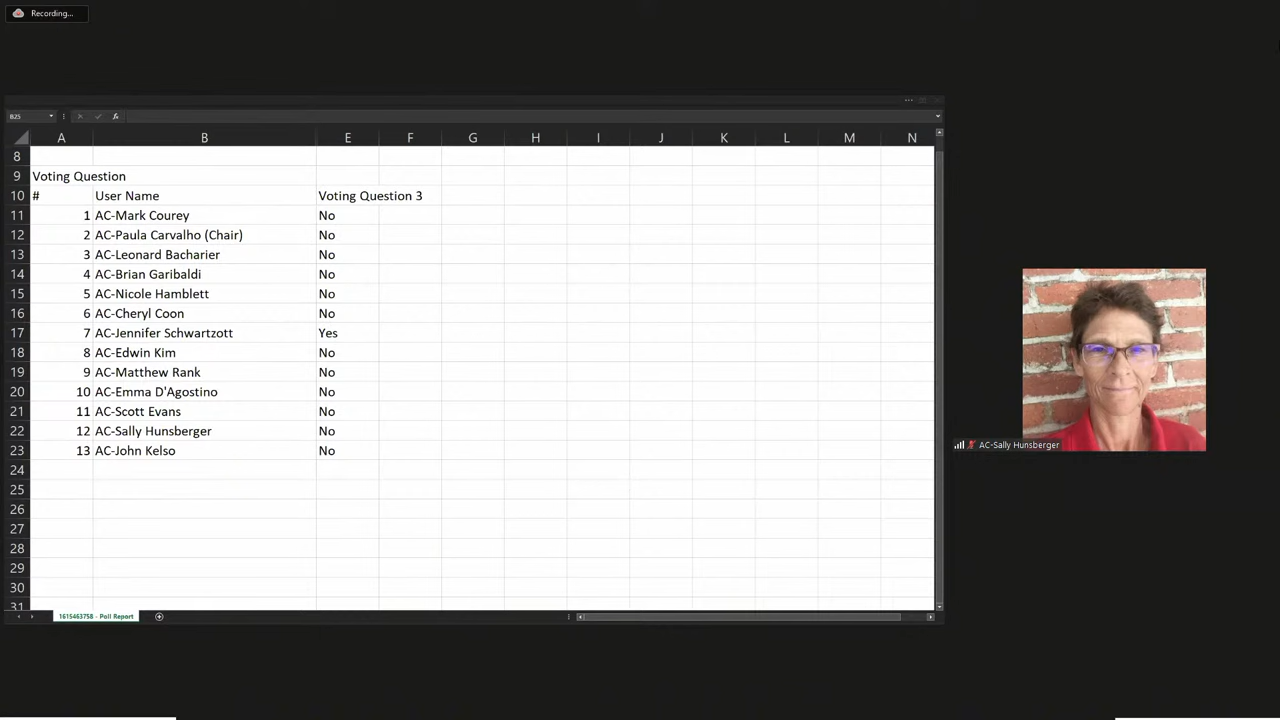 Recording...
B25
fx
A B E F G H I J K L M N
8
9 Voting Question
10 # User Name Voting Question 3
11 1 AC-Mark Courey No
12 2 AC-Paula Carvalho (Chair) No
13 3 AC-Leonard Bacharier No
14 4 AC-Brian Garibaldi No
15 5 AC-Nicole Hamblett No
16 6 AC-Cheryl Coon No
17 7 AC-Jennifer Schwartzott Yes
18 8 AC-Edwin Kim No
19 9 AC-Matthew Rank No
20 10 AC-Emma D'Agostino No
21 11 AC-Scott Evans No
22 12 AC-Sally Hunsberger No
23 13 AC-John Kelso No
24
25
26
27
28
29
30
31
1615463758 - Poll Report
AC-Sally Hunsberger